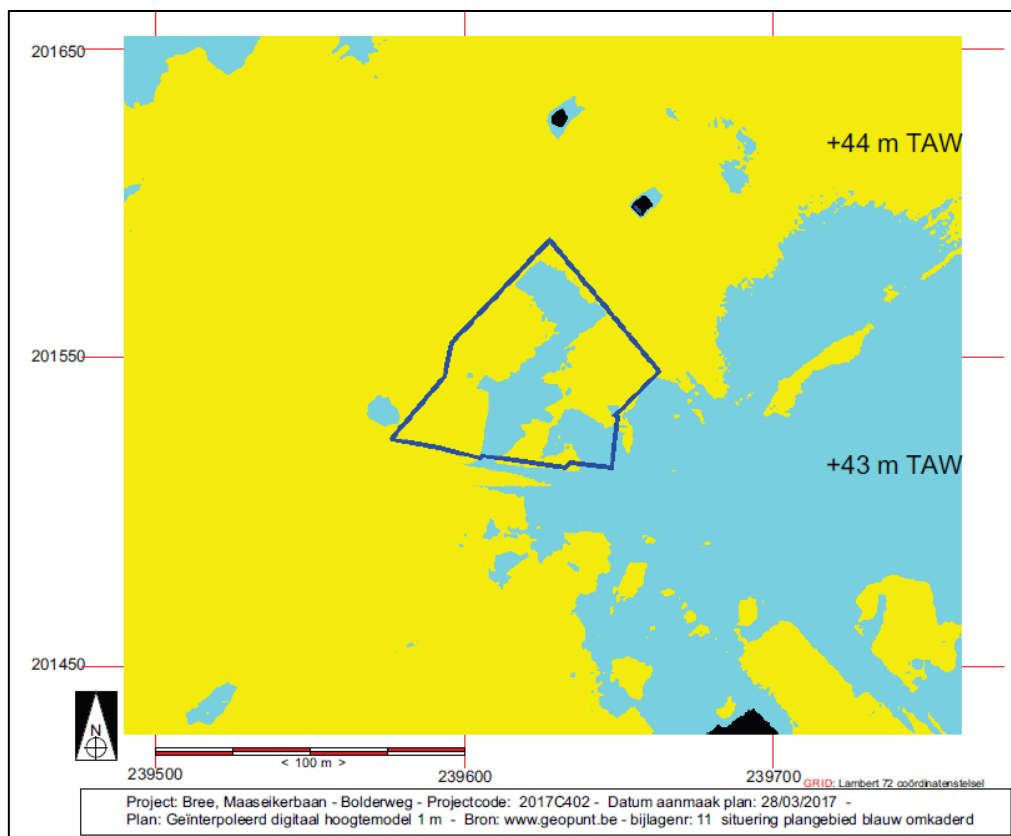 201650
+44 m TAW
201550
+43 m TAW
201450
N
< 100 m >
239500
239600
239700
GRID: Lambert 72 coördinatenstelsel
Project: Bree, Maaseikerbaan - Bolderweg - Projectcode: 2017C402 - Datum aanmaak plan: 28/03/2017 -
Plan: Geïnterpoleerd digitaal hoogtemodel 1 m - Bron: www.geopunt.be - bijlagenr: 11 situering plangebied blauw omkaderd